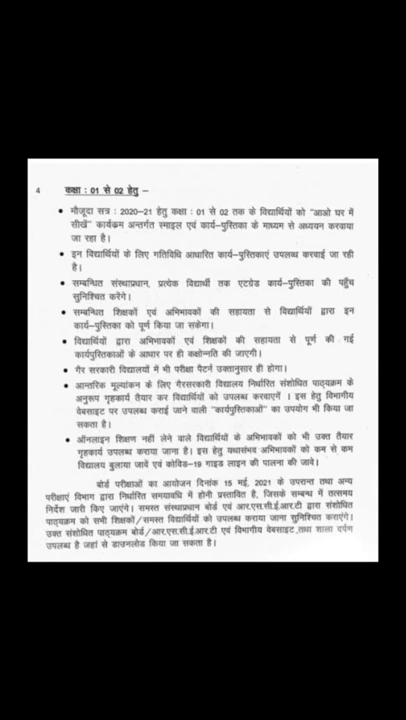 4 कक्षा : 01 से 02 हेतु –
• मौजूदा सत्र : 2020–21 हेतु कक्षा : 01 से 02 तक के विद्यार्थियों को "आओ घर में
सीखें" कार्यक्रम अन्तर्गत स्माइल एवं कार्य–पुस्तिका के माध्यम से अध्ययन करवाया
जा रहा है।
• इन विद्यार्थियों के लिए गतिविधि आधारित कार्य–पुस्तिकाएं उपलब्ध करवाई जा रही
है।
• सम्बन्धित संस्थाप्रधान, प्रत्येक विद्यार्थी तक एटग्रेड कार्य–पुस्तिका की पहुँच
सुनिश्चित करेंगे।
• सम्बन्धित शिक्षकों एवं अभिभावकों की सहायता से विद्यार्थियों द्वारा इन
कार्य–पुस्तिका को पूर्ण किया जा सकेगा।
• विद्यार्थियों द्वारा अभिभावकों एवं शिक्षकों की सहायता से पूर्ण की गई
कार्यपुस्तिकाओं के आधार पर ही कक्षोन्नति की जाएगी।
• गैर सरकारी विद्यालयों में भी परीक्षा पैटर्न उक्तानुसार ही होगा।
• आन्तरिक मूल्यांकन के लिए गैरसरकारी विद्यालय निर्धारित संशोधित पाठ्यक्रम के
अनुरूप गृहकार्य तैयार कर विद्यार्थियों को उपलब्ध करवाएगें । इस हेतु विभागीय
वेबसाइट पर उपलब्ध कराई जाने वाली "कार्यपुस्तिकाओं" का उपयोग भी किया जा
सकता है।
• ऑनलाइन शिक्षण नहीं लेने वाले विद्यार्थियों के अभिभावकों को भी उक्त तैयार
गृहकार्य उपलब्ध कराया जाना है। इस हेतु यथासंभव अभिभावकों को कम से कम
विद्यालय बुलाया जावें एवं कोविड–19 गाइड लाइन की पालना की जावे।
बोर्ड परीक्षाओं का आयोजन दिनांक 15 मई, 2021 के उपरान्त तथा अन्य
परीक्षाएं विभाग द्वारा निर्धारित समयावधि में होनी प्रस्तावित है, जिसके सम्बन्ध में तत्समय
निर्देश जारी किए जाएंगे। समस्त संस्थाप्रधान बोर्ड एवं आर.एस.सी.ई.आर.टी द्वारा संशोधित
पाठ्यक्रम को सभी शिक्षकों/समस्त विद्यार्थियों को उपलब्ध कराया जाना सुनिश्चित कराएंगे।
उक्त संशोधित पाठ्यक्रम बोर्ड/आर.एस.सी.ई.आर.टी एवं विभागीय वेबसाइट तथा शाला दर्पण
उपलब्ध है जहां से डाउनलोड किया जा सकता है।